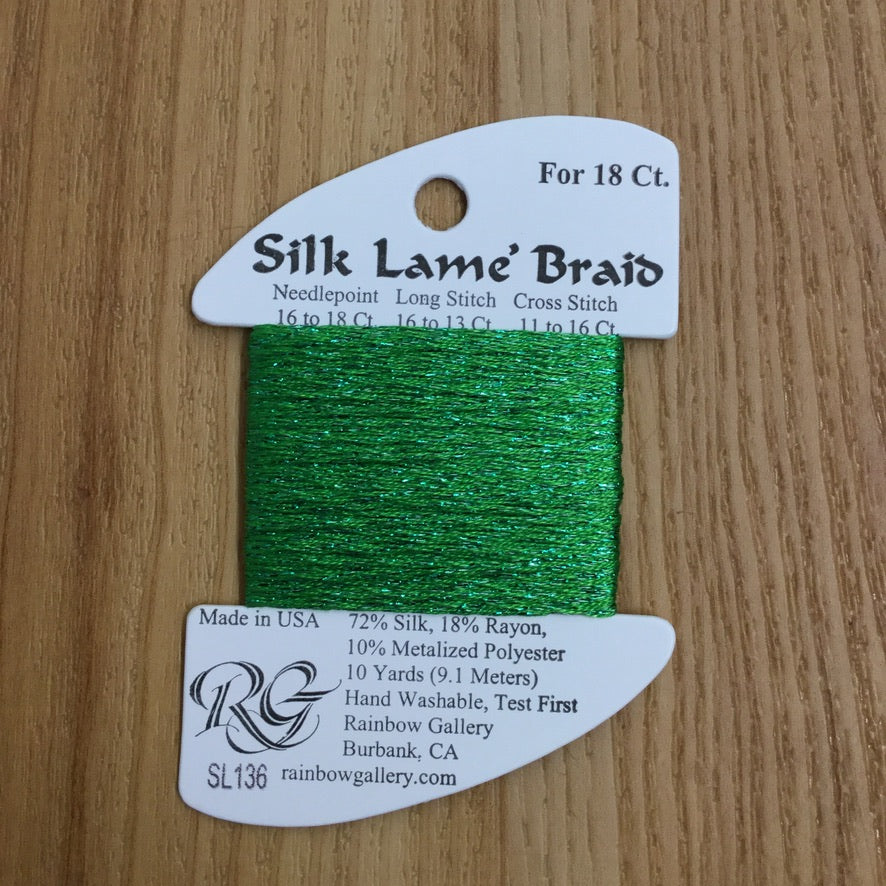 For 18 Ct.
Silk Lamé Braid
Needlepoint Long Stitch Cross Stitch
16 to 18 Ct. 16 to 13 Ct. 11 to 16 Ct.
Made in USA 72% Silk, 18% Rayon,
10% Metalized Polyester
10 Yards (9.1 Meters)
Hand Washable, Test First
Rainbow Gallery
Burbank, CA
RG
SL136 rainbowgallery.com